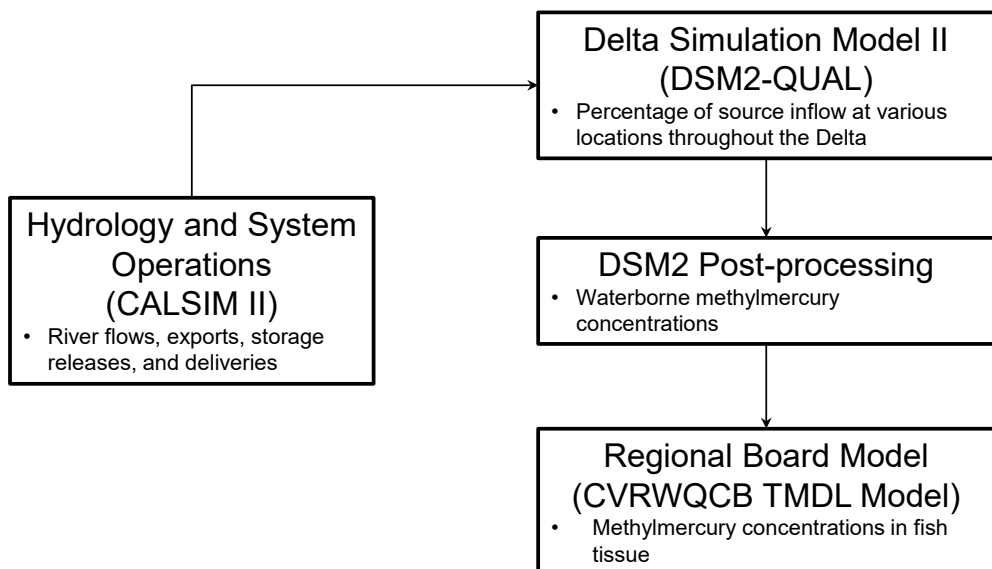 Delta Simulation Model II
(DSM2-QUAL)
• Percentage of source inflow at various
locations throughout the Delta
Hydrology and System
Operations
(CALSIM II)
• River flows, exports, storage
releases, and deliveries
DSM2 Post-processing
• Waterborne methylmercury
concentrations
Regional Board Model
(CVRWQCB TMDL Model)
• Methylmercury concentrations in fish
tissue